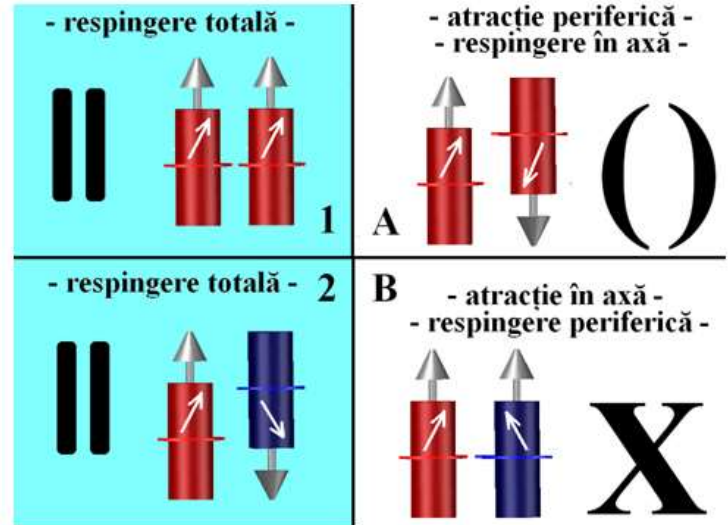 - respingere totală -
1
- atracție periferică -
- respingere în axă -
A
()
- respingere totală -
2
B
- atracție în axă -
- respingere periferică -
X